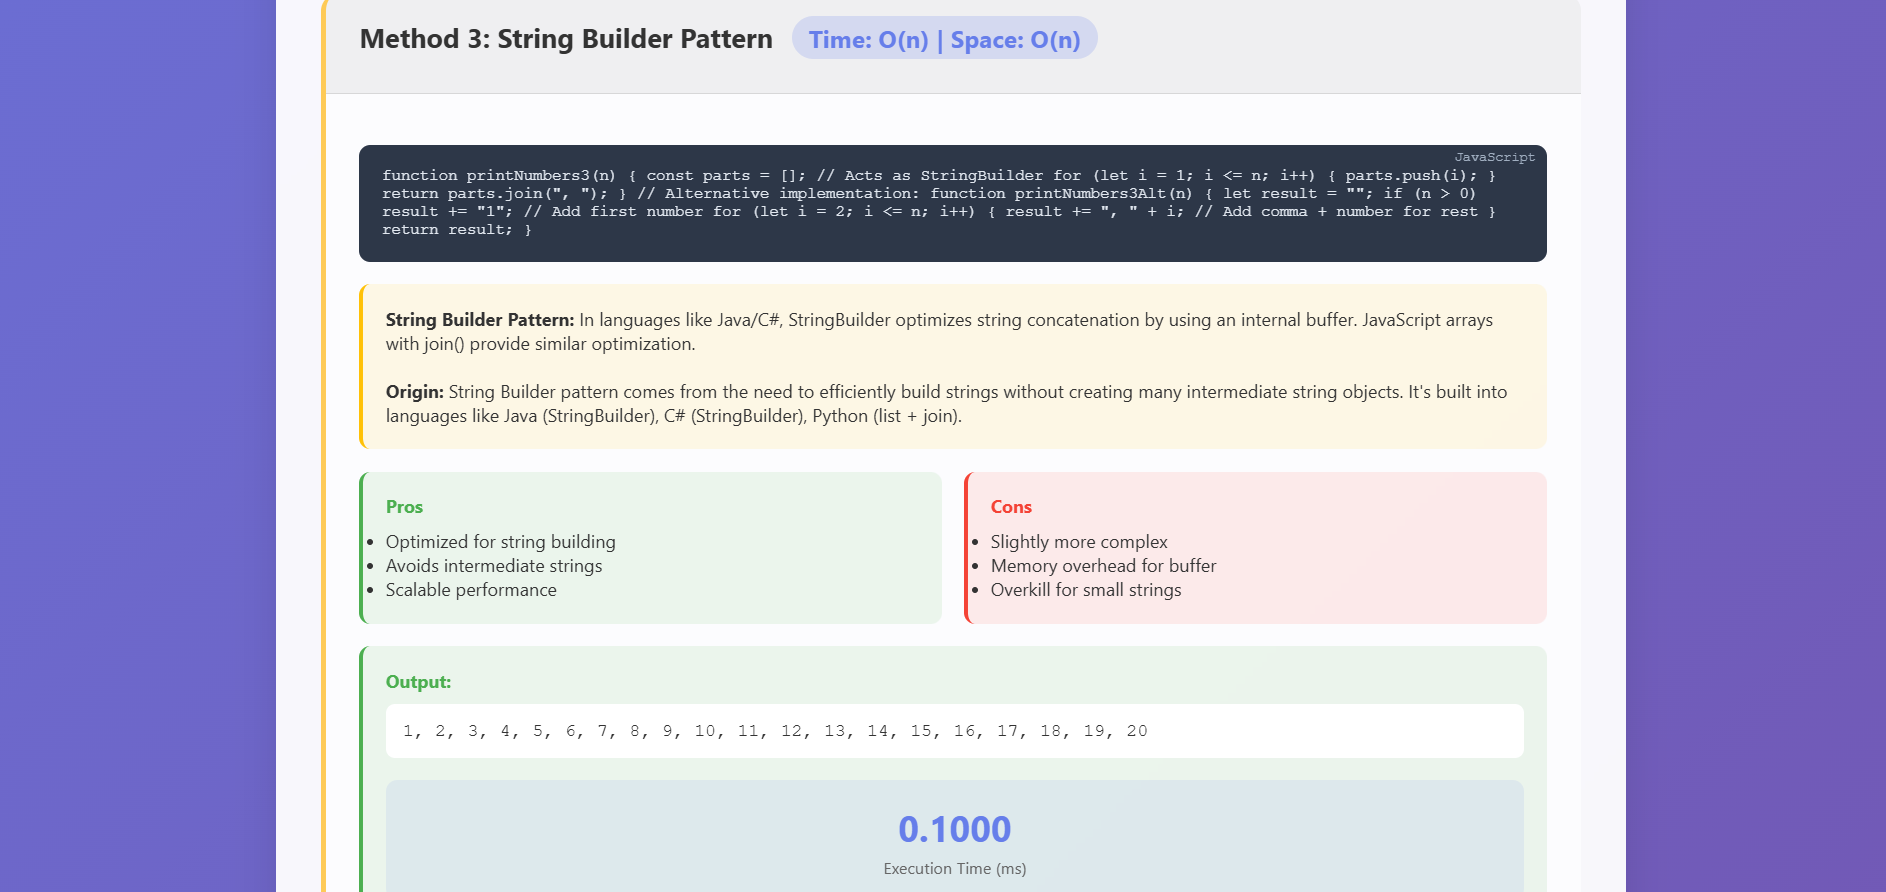 Method 3: String Builder Pattern Time: O(n) | Space: O(n)
JavaScript
function printNumbers3(n) { const parts = []; // Acts as StringBuilder for (let i = 1; i <= n; i++) { parts.push(i); }
return parts.join(", "); } // Alternative implementation: function printNumbers3Alt(n) { let result = ""; if (n > 0)
result += "1"; // Add first number for (let i = 2; i <= n; i++) { result += ", " + i; // Add comma + number for rest }
return result; }
String Builder Pattern: In languages like Java/C#, StringBuilder optimizes string concatenation by using an internal buffer. JavaScript arrays
with join() provide similar optimization.
Origin: String Builder pattern comes from the need to efficiently build strings without creating many intermediate string objects. It's built into
languages like Java (StringBuilder), C# (StringBuilder), Python (list + join).
Pros
• Optimized for string building
• Avoids intermediate strings
• Scalable performance
Cons
• Slightly more complex
• Memory overhead for buffer
• Overkill for small strings
Output:
1, 2, 3, 4, 5, 6, 7, 8, 9, 10, 11, 12, 13, 14, 15, 16, 17, 18, 19, 20
0.1000
Execution Time (ms)